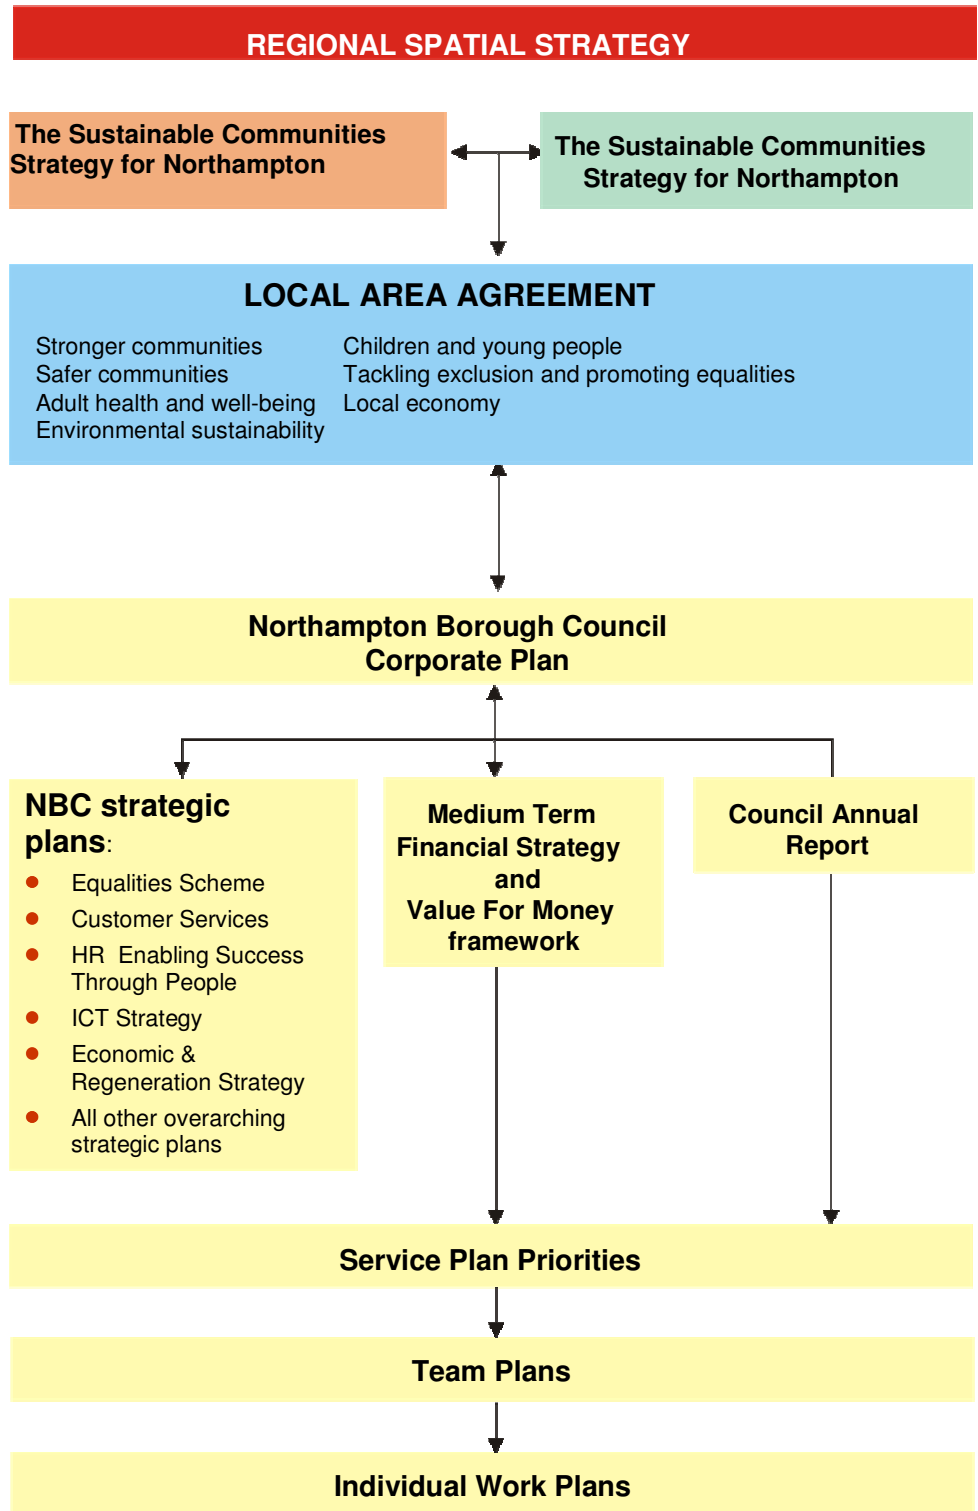 REGIONAL SPATIAL STRATEGY
The Sustainable Communities
Strategy for Northampton
The Sustainable Communities
Strategy for Northampton
LOCAL AREA AGREEMENT
Stronger communities
Safer communities
Adult health and well-being
Environmental sustainability
Children and young people
Tackling exclusion and promoting equalities
Local economy
Northampton Borough Council
Corporate Plan
NBC strategic
plans:
• Equalities Scheme
• Customer Services
• HR Enabling Success
Through People
• ICT Strategy
• Economic &
Regeneration Strategy
• All other overarching
strategic plans
Medium Term
Financial Strategy
and
Value For Money
framework
Council Annual
Report
Service Plan Priorities
Team Plans
Individual Work Plans